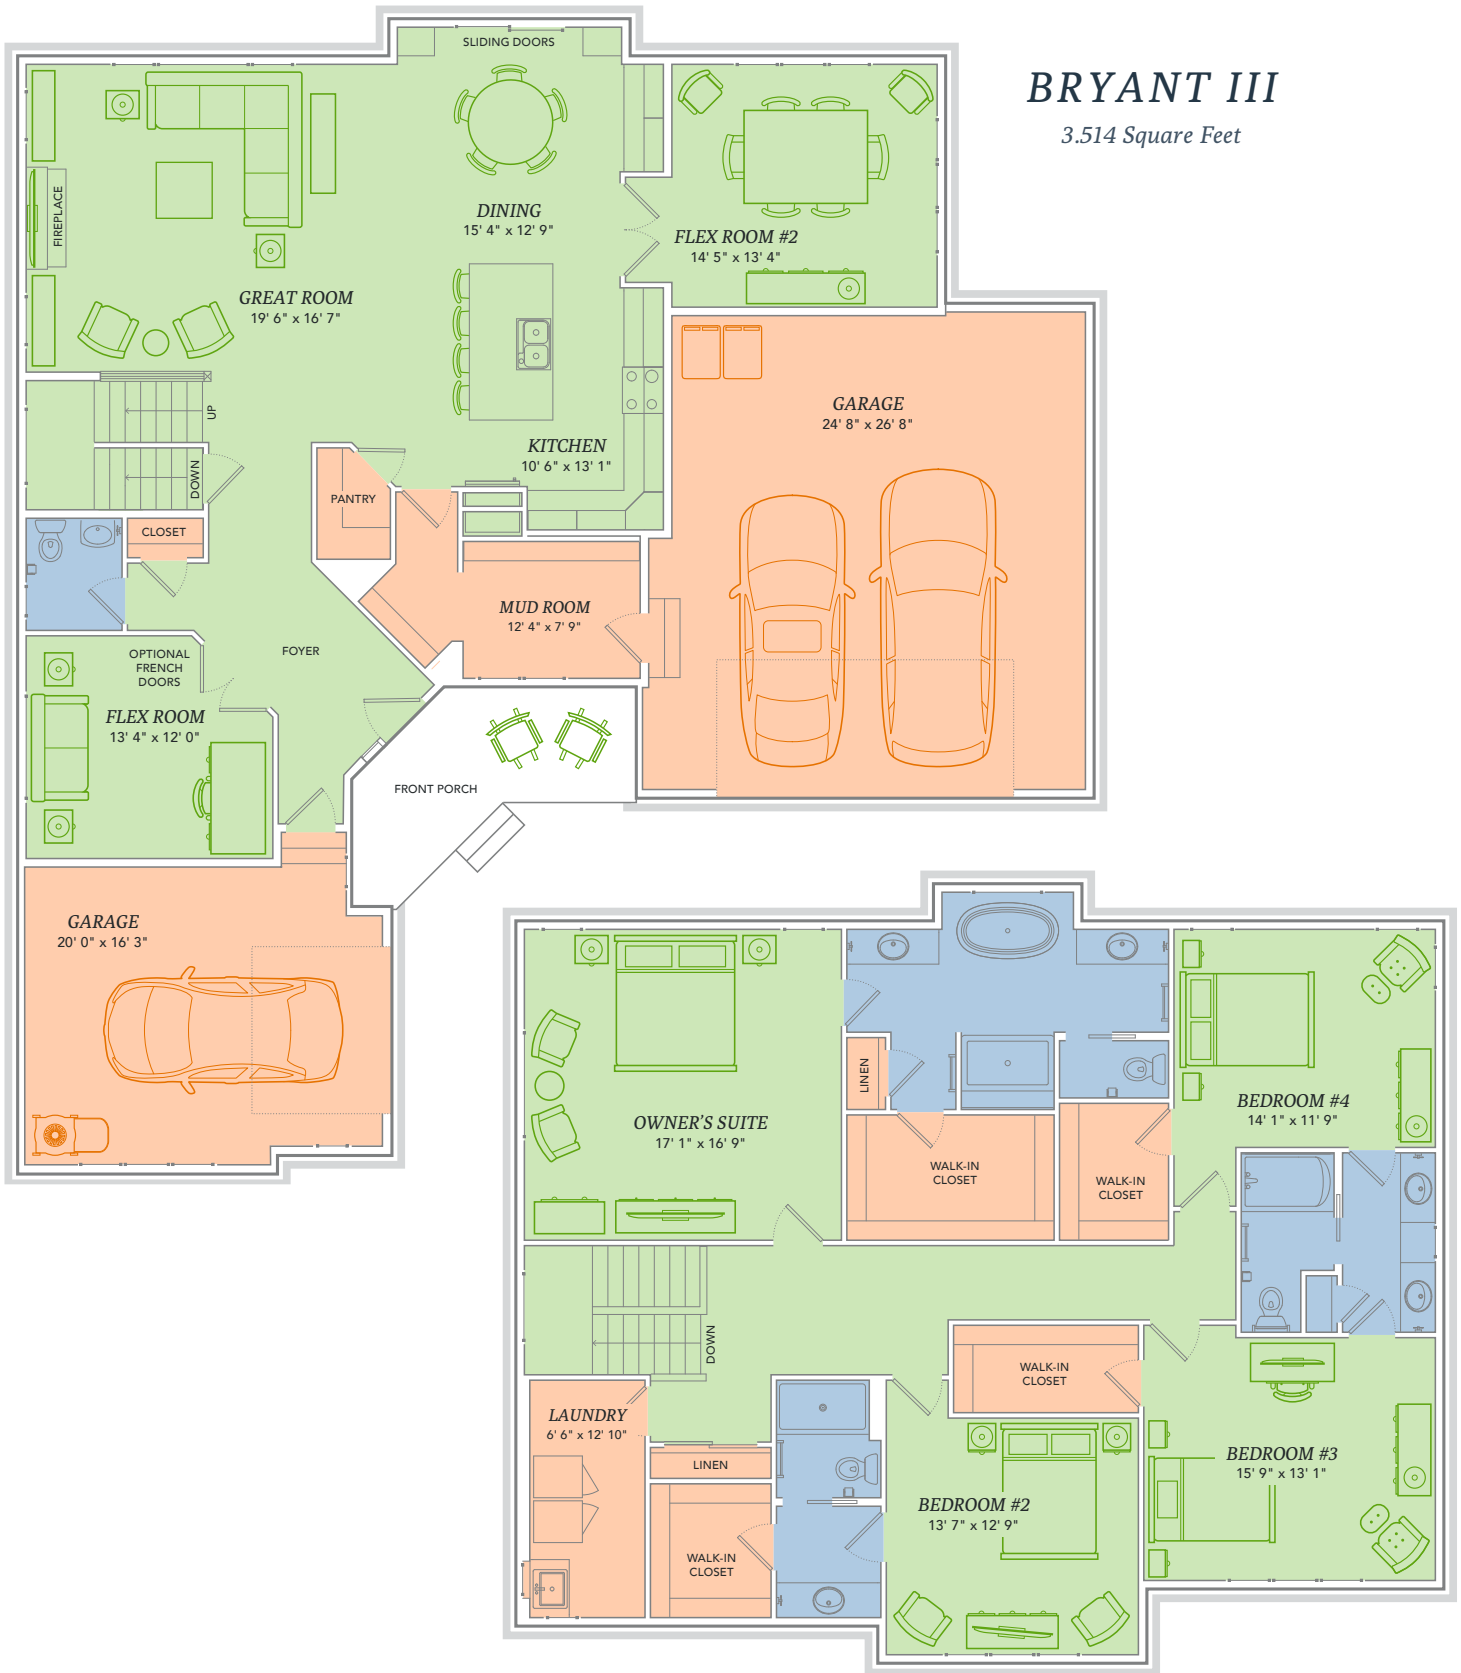 BRYANT III
3.514 Square Feet
SLIDING DOORS
FIREPLACE
DINING
15' 4" x 12' 9"
FLEX ROOM #2
14' 5" x 13' 4"
GREAT ROOM
19' 6" x 16' 7"
GARAGE
24' 8" x 26' 8"
UP
KITCHEN
10' 6" x 13' 1"
DOWN
PANTRY
CLOSET
MUD ROOM
12' 4" x 7' 9"
FOYER
OPTIONAL
FRENCH
DOORS
FLEX ROOM
13' 4" x 12' 0"
FRONT PORCH
GARAGE
20' 0" x 16' 3"
LINEN
OWNER'S SUITE
17' 1" x 16' 9"
BEDROOM #4
14' 1" x 11' 9"
WALK-IN
CLOSET
WALK-IN
CLOSET
DOWN
WALK-IN
CLOSET
LAUNDRY
6' 6" x 12' 10"
LINEN
BEDROOM #3
15' 9" x 13' 1"
BEDROOM #2
13' 7" x 12' 9"
WALK-IN
CLOSET